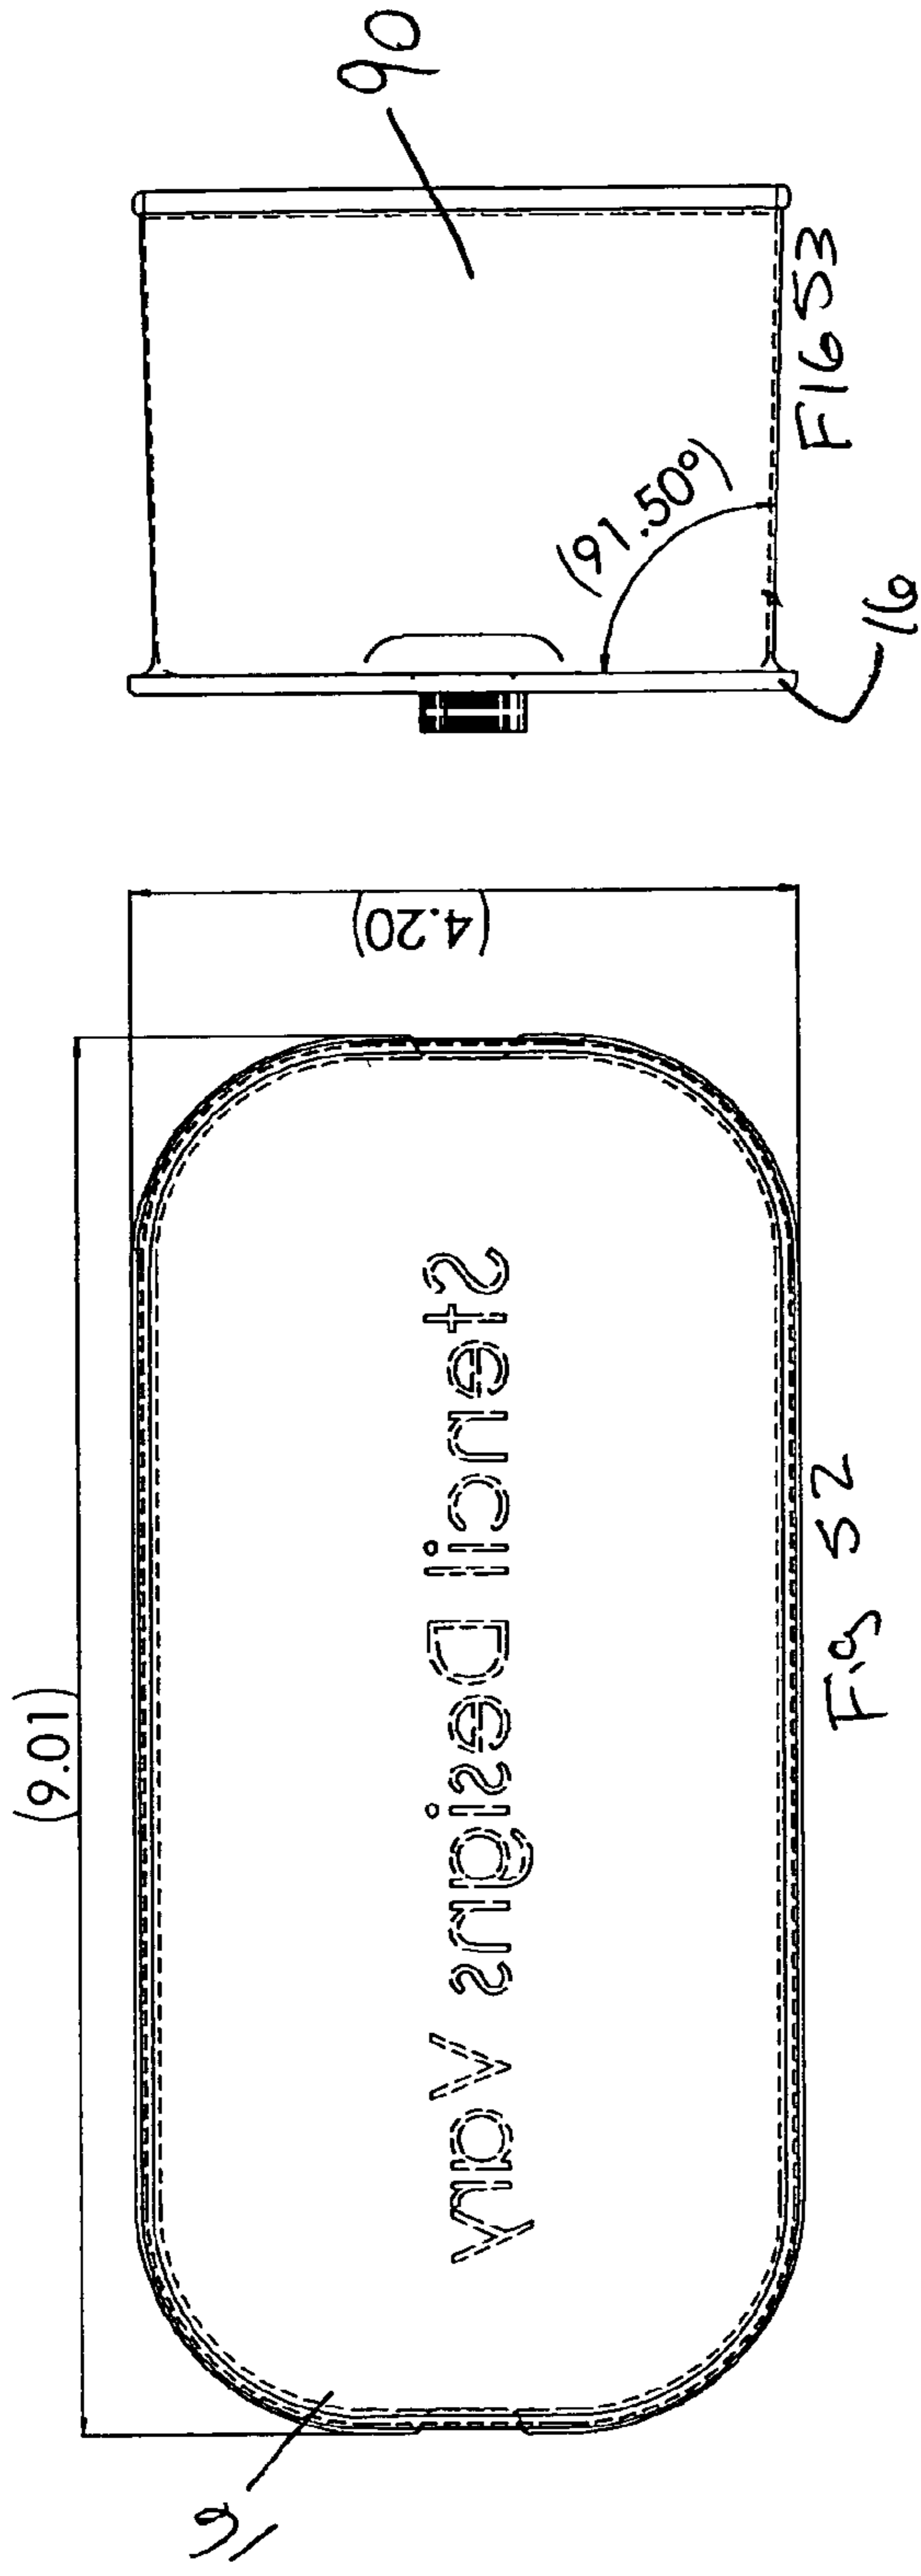 (9.01)
(4.20)
Stencil Designs Vary
16
Fig 52
90
(91.50°)
16
FIG 53